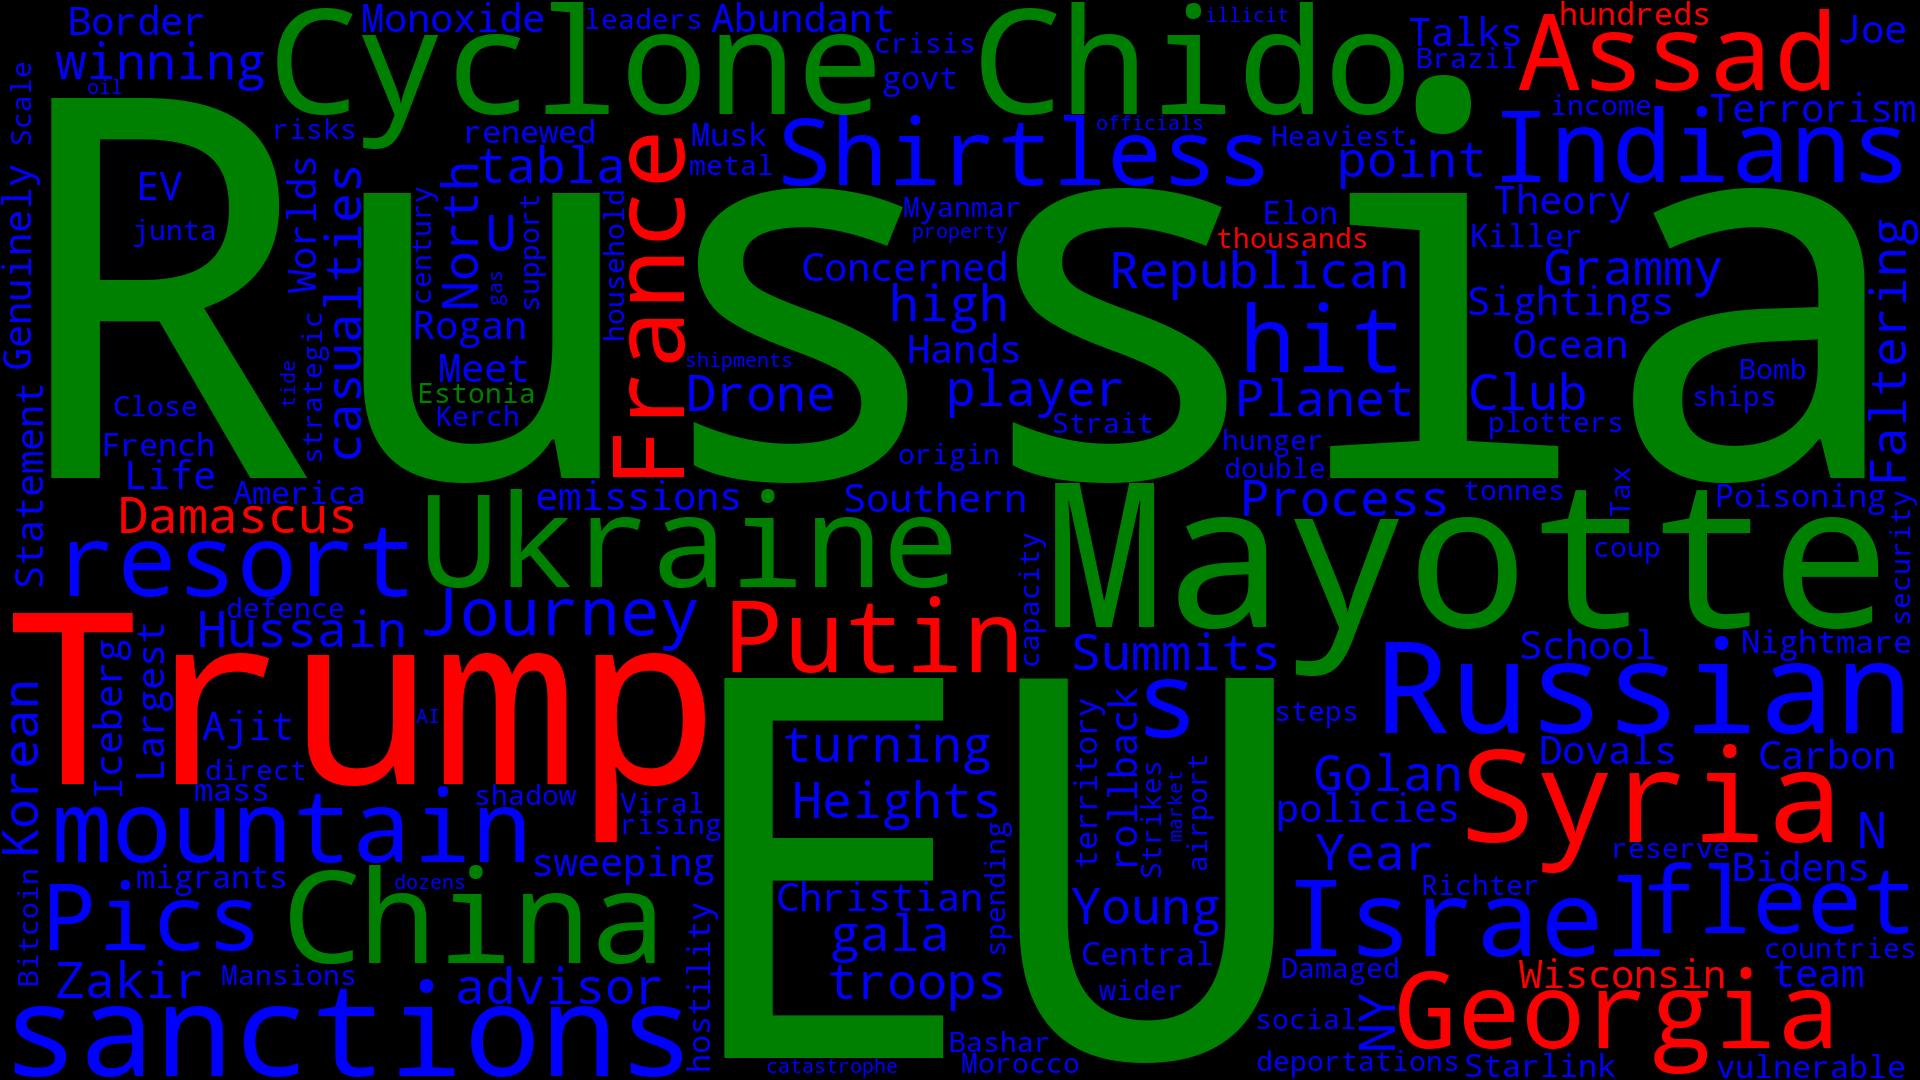 Border
Monoxide
leaders
Abundant
illicit
hundreds
Joe
winning
Cyclone
crisis
Chido
Talks
Assad
oil
govt
Brazil
Scale
risks
renewed
Musk
officials
Heaviest
income
Terrorism
Genuinely
EV
Worlds
tabla
France
metal
Shirtless
point
Indians
junta
casualties
century
North
U
support
household
Myanmar
property
Elon
thousands
Theory
Killer
Russia
strategic
Rogan
gas
Concerned
high
Republican
Grammy
Sightings
Faltering
tide
Meet
Estonia
Kerch
shipments
Hands
hit
Ocean
Close
Drone
player
Planet
Club
Bomb
ships
French
Strait
hunger
plotters
Life
origin
double
Statement
America
emissions
Southern
Process
tonnes
Tax
Poisoning
Damascus
Ukraine
Mayotte
resort
coup
security
defence
Hussain
Journey
Putin
capacity
Summits
School
Nightmare
Trump
Iceberg
Largest
Korean
Ajit
AI
EU
s
steps
Russian
direct
mass
turning
territory
rollback
Dovals
Carbon
shadow
Viral
Heights
Strikes
market
airport
Golan
Syria
mountain
rising
policies
N
sweeping
spending
Year
reserve
Bidens
Bitcoin
migrants
dozens
Christian
Young
Richter
Israel
fleet
Pics
China
gala
hostility
Central
countries
Zakir
Mansions
advisor
troops
wider
Damaged
Wisconsin
team
sanctions
social
NY
Georgia
Bashar
catastrophe
Morocco
deportations
Starlink
vulnerable